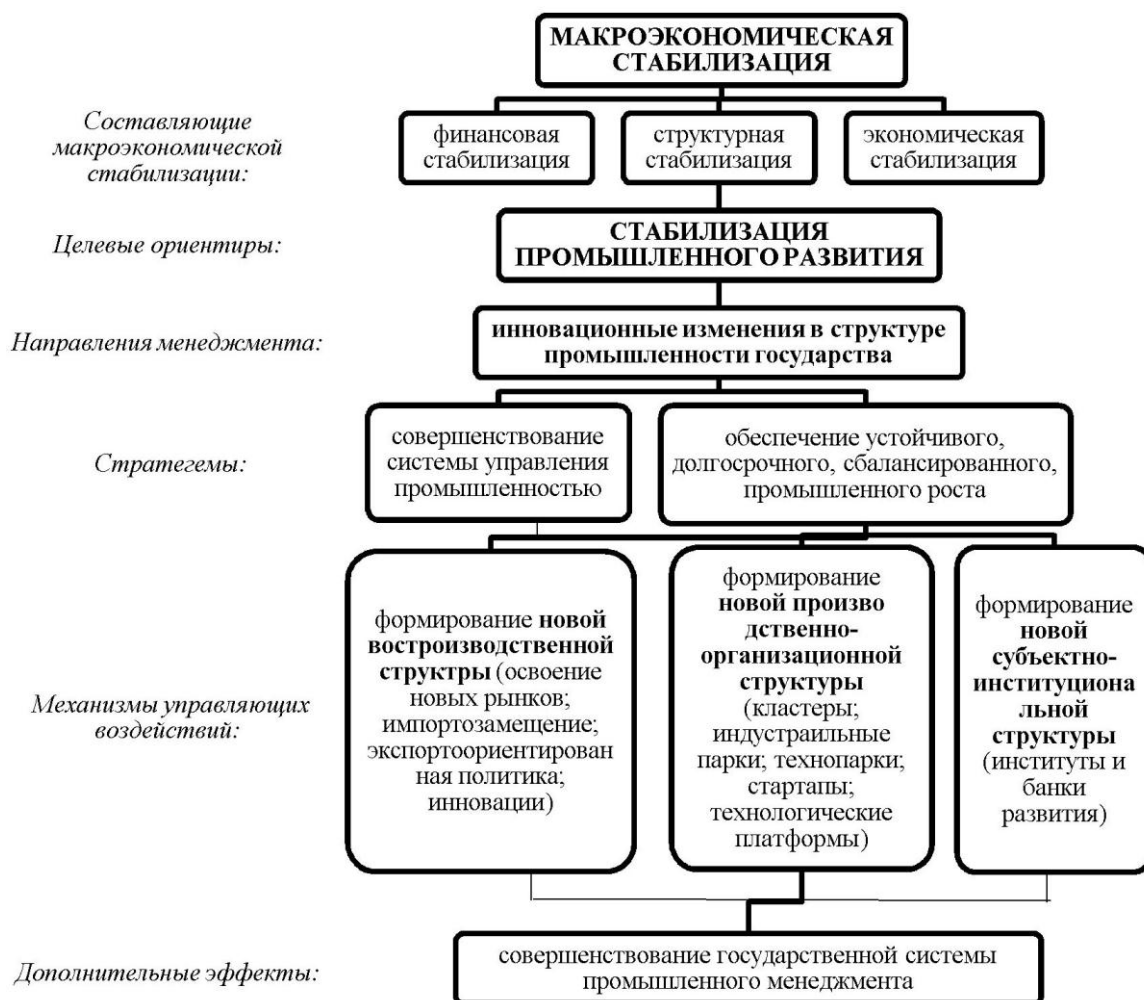 МАКРОЭКОНОМИЧЕСКАЯ
СТАБИЛИЗАЦИЯ
Составляющие
макроэкономической
стабилизации:
финансовая
стабилизация
структурная
стабилизация
экономическая
стабилизация
Целевые ориентиры:
СТАБИЛИЗАЦИЯ
ПРОМЫШЛЕННОГО РАЗВИТИЯ
Направления менеджмента:
инновационные изменения в структуре
промышленности государства
Стратегемы:
совершенствование
системы управления
промышленностью
обеспечение устойчивого,
долгосрочного, сбалансированного,
промышленного роста
Механизмы управляющих
воздействий:
формирование новой
востроизводственной
структры (освоение
новых рынков;
импортозамещение;
экспортоориентирован
ная политика;
инновации)
формирование
новой произво
дственно-
организационной
структуры
(кластеры;
индустраильные
парки; технопарки;
стартапы;
технологические
платформы)
формирование
новой
субъектно-
институциона
льной
структуры
(институты и
банки
развития)
Дополнительные эффекты:
совершенствование государственной системы
промышленного менеджмента